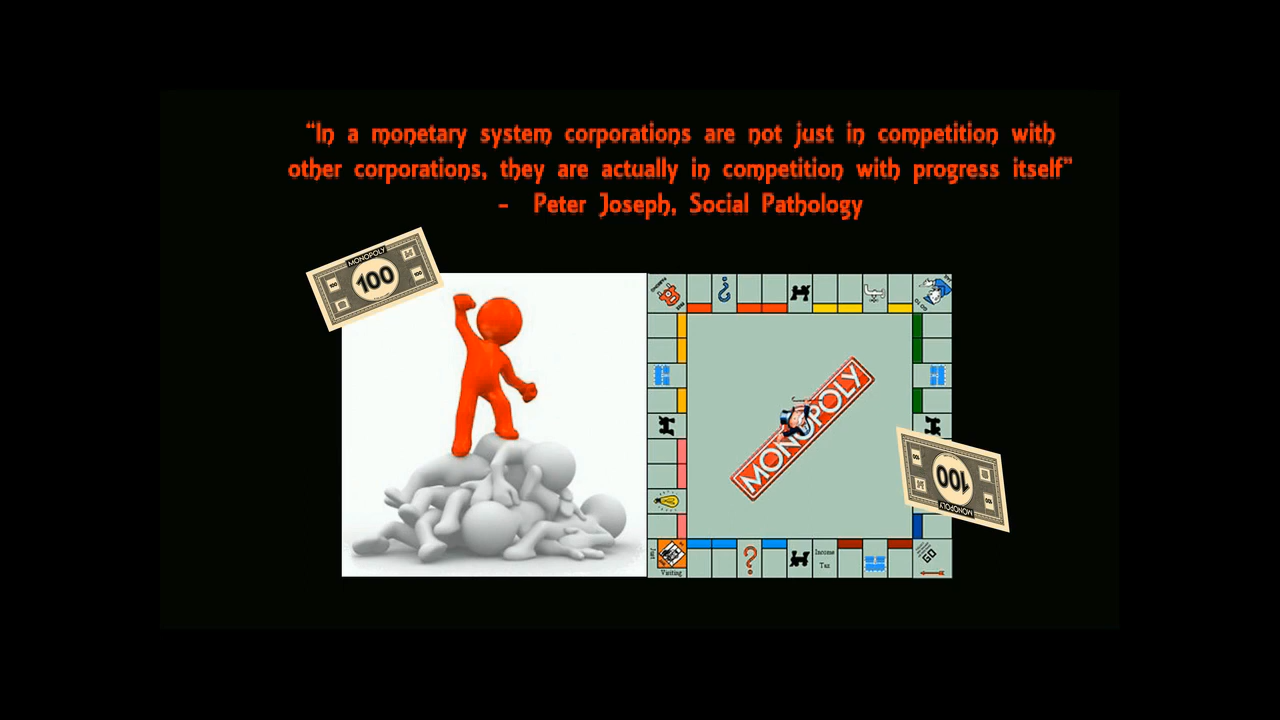 “In a monetary system corporations are not just in competition with
other corporations, they are actually in competition with progress itself”
- Peter Joseph, Social Pathology
MONOPOLY
100
MONOPOLY
Income
Tax
Just
Visiting
GO
100
MONOPOLY